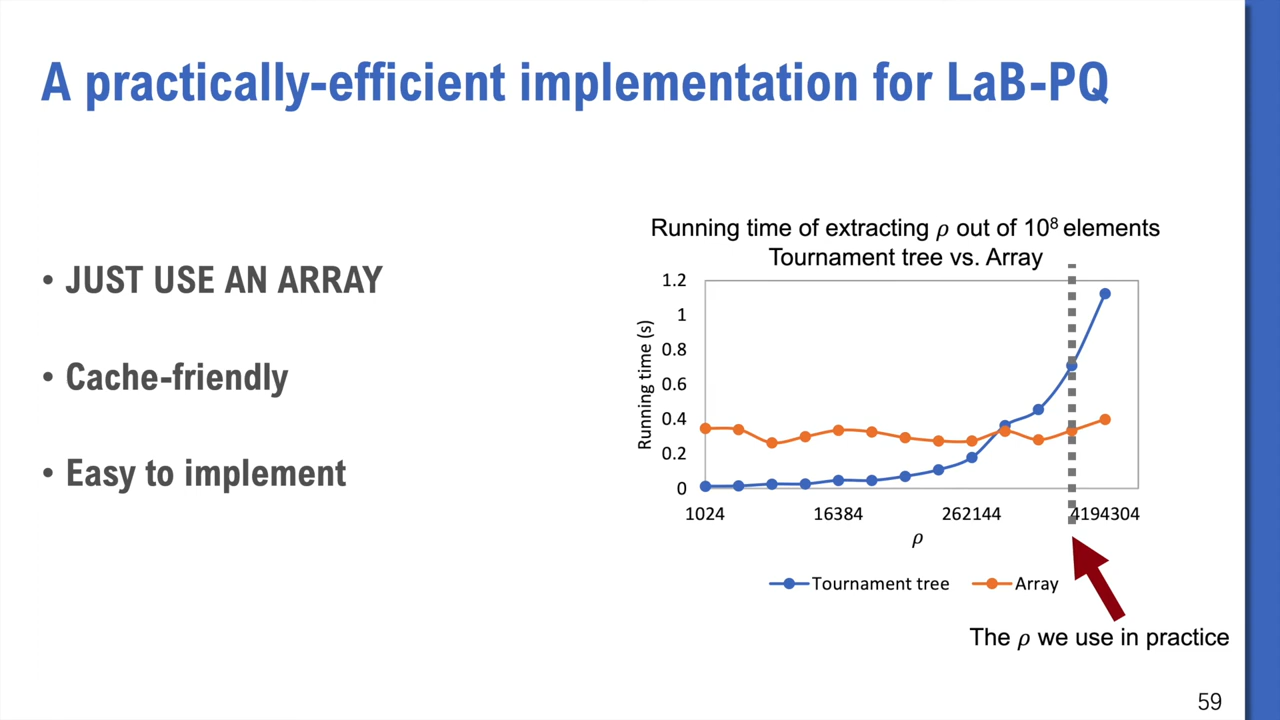 A practically-efficient implementation for LaB-PQ
• JUST USE AN ARRAY
• Cache-friendly
• Easy to implement
Running time of extracting ρ out of 10⁸ elements
Tournament tree vs. Array
Running time (s)
1.2
1
0.8
0.6
0.4
0.2
0
1024 16384 262144 4194304
ρ
Tournament tree Array
The ρ we use in practice
59